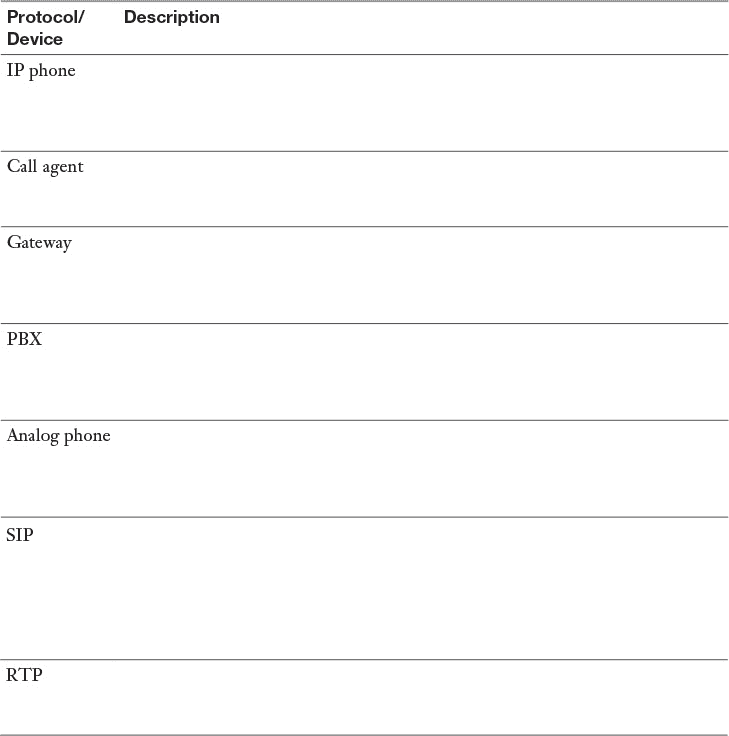 Protocol/ Description
Device
IP phone
Call agent
Gateway
PBX
Analog phone
SIP
RTP